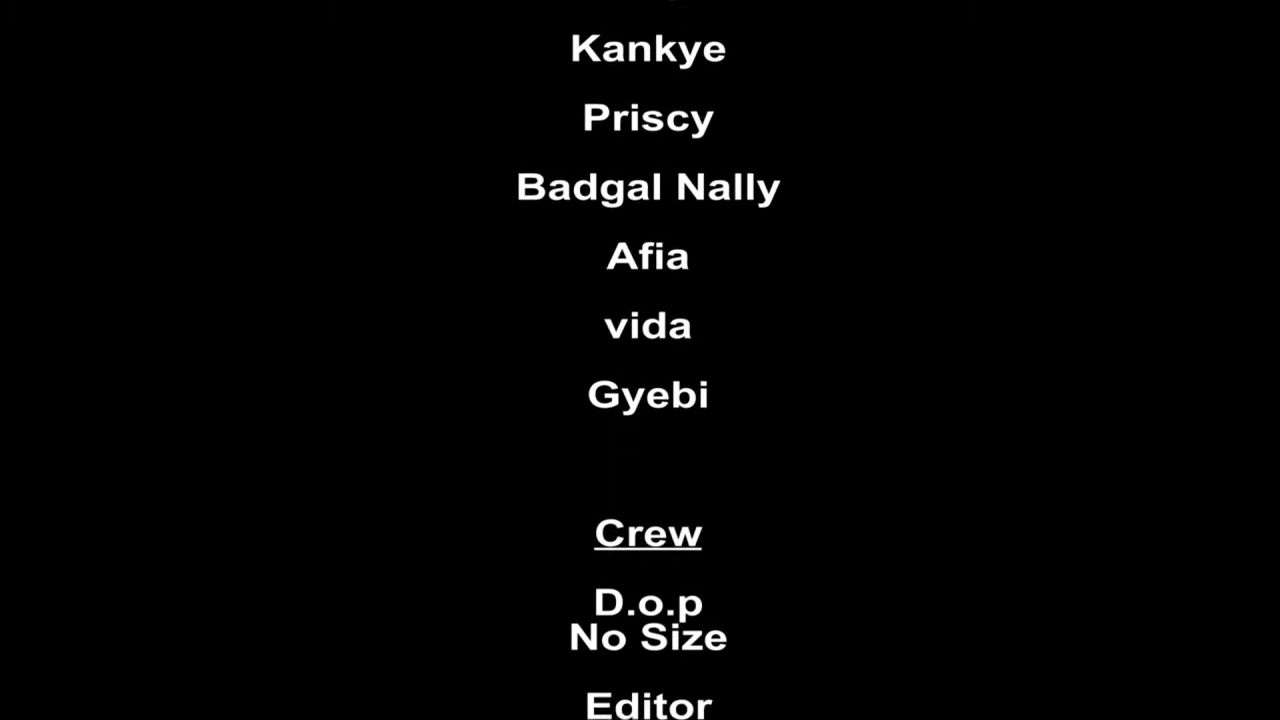 Kankye
Priscy
Badgal Nally
Afia
vida
Gyebi
Crew
D.o.p
No Size
Editor